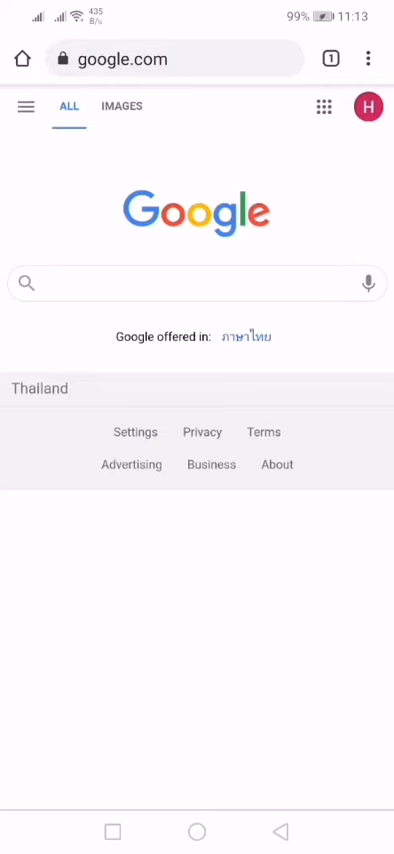 435
B/s
99% 11:13
google.com
1
ALL IMAGES
H
Google
Google offered in: ภาษาไทย
Thailand
Settings Privacy Terms
Advertising Business About